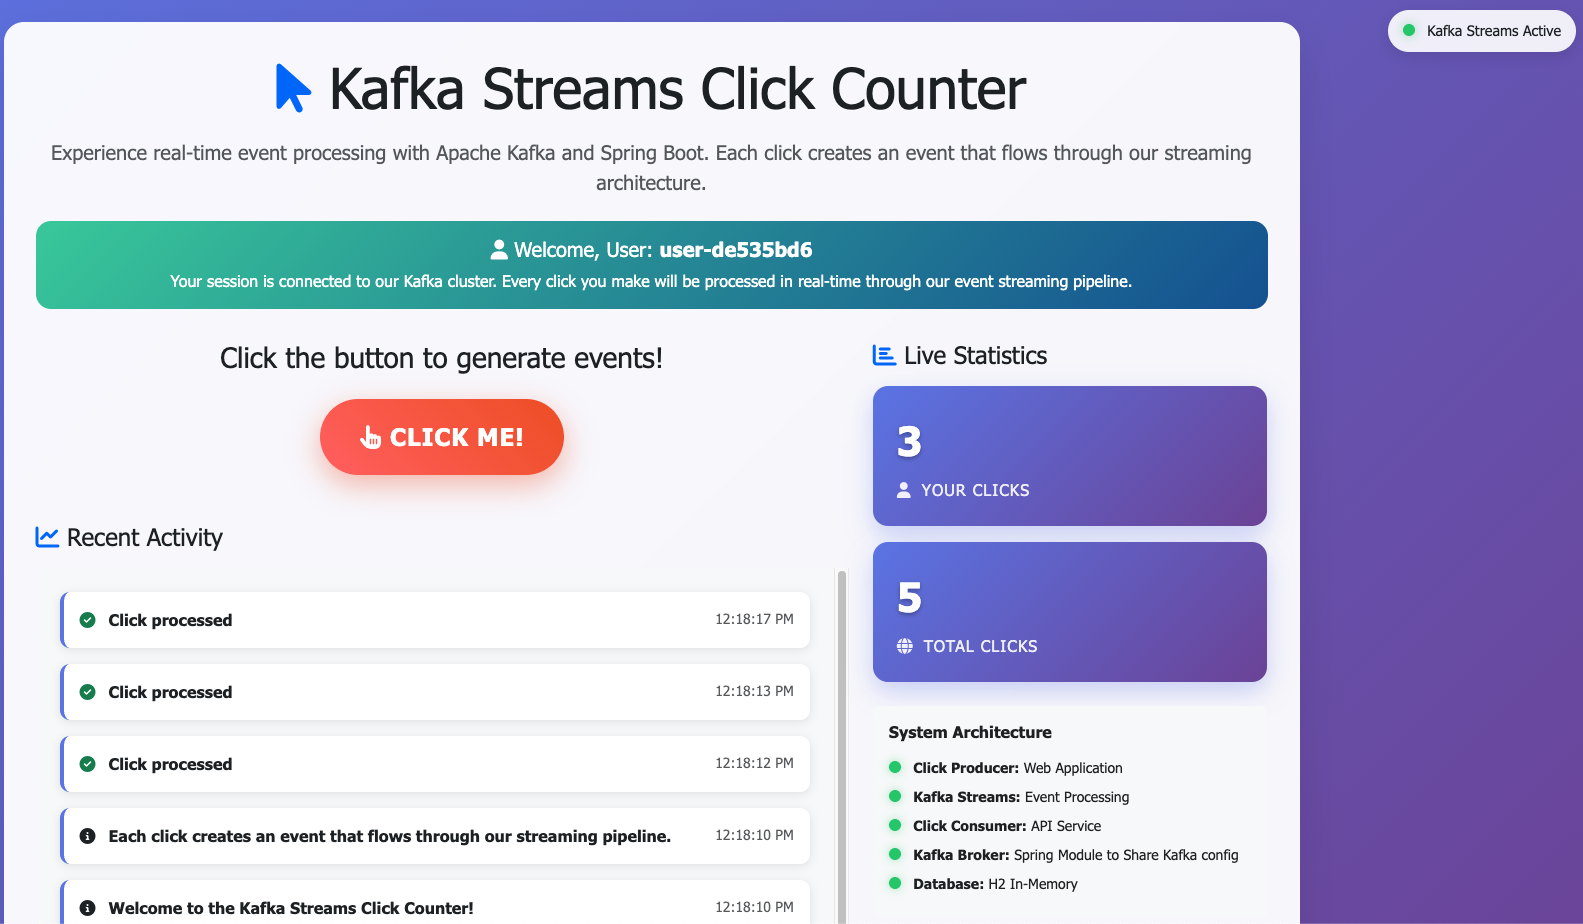 Kafka Streams Active
Kafka Streams Click Counter
Experience real-time event processing with Apache Kafka and Spring Boot. Each click creates an event that flows through our streaming
architecture.
Welcome, User: user-de535bd6
Your session is connected to our Kafka cluster. Every click you make will be processed in real-time through our event streaming pipeline.
Click the button to generate events!
CLICK ME!
Recent Activity
Click processed 12:18:17 PM
Click processed 12:18:13 PM
Click processed 12:18:12 PM
Each click creates an event that flows through our streaming pipeline. 12:18:10 PM
Welcome to the Kafka Streams Click Counter! 12:18:10 PM
Live Statistics
3
YOUR CLICKS
5
TOTAL CLICKS
System Architecture
Click Producer: Web Application
Kafka Streams: Event Processing
Click Consumer: API Service
Kafka Broker: Spring Module to Share Kafka config
Database: H2 In-Memory